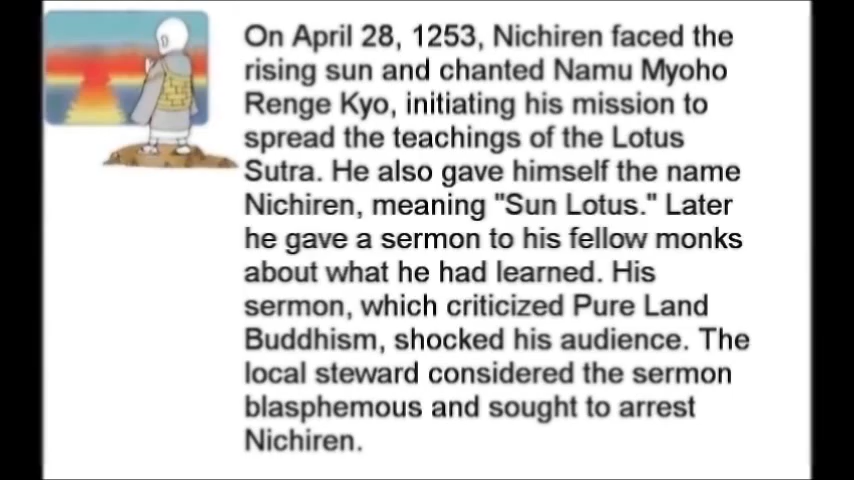 On April 28, 1253, Nichiren faced the
rising sun and chanted Namu Myoho
Renge Kyo, initiating his mission to
spread the teachings of the Lotus
Sutra. He also gave himself the name
Nichiren, meaning "Sun Lotus." Later
he gave a sermon to his fellow monks
about what he had learned. His
sermon, which criticized Pure Land
Buddhism, shocked his audience. The
local steward considered the sermon
blasphemous and sought to arrest
Nichiren.